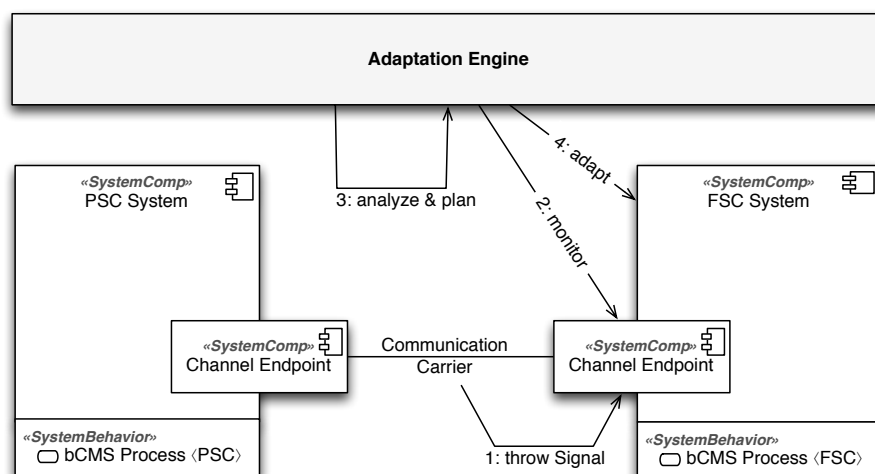 Adaptation Engine
«SystemComp»
PSC System
3: analyze & plan
4: adapt
2: monitor
«SystemComp»
FSC System
«SystemComp»
Channel Endpoint
Communication
Carrier
«SystemComp»
Channel Endpoint
1: throw Signal
«SystemBehavior»
bCMS Process 〈PSC〉
«SystemBehavior»
bCMS Process 〈FSC〉